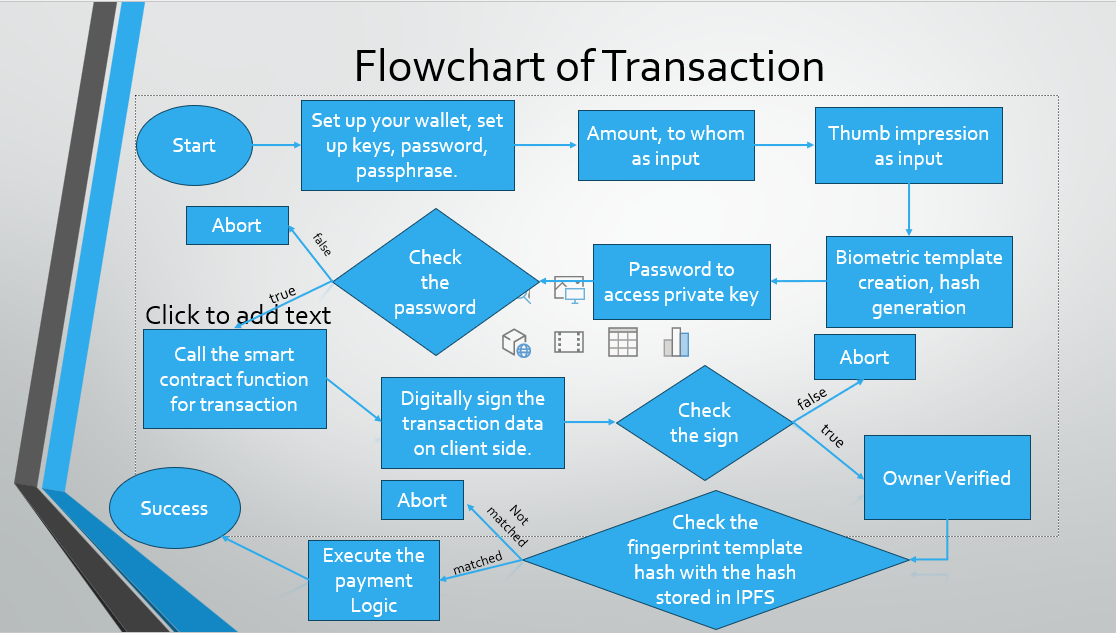 Flowchart of Transaction
Start
Set up your wallet, set
up keys, password,
passphrase.
Amount, to whom
as input
Thumb impression
as input
Biometric template
creation, hash
generation
Password to
access private key
Check
the
password
false
Abort
true
Click to add text
Call the smart
contract function
for transaction
Digitally sign the
transaction data
on client side.
Check
the sign
false
Abort
true
Owner Verified
Check the
fingerprint template
hash with the hash
stored in IPFS
Not
matched
Abort
matched
Execute the
payment
Logic
Success